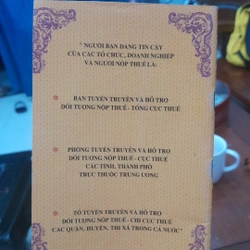 " NGƯỜI BẠN ĐÁNG TIN CẬY
CỦA CÁC TỔ CHỨC, DOANH NGHIỆP
VÀ NGƯỜI NỘP THUẾ LÀ:
BAN TUYÊN TRUYỀN VÀ HỖ TRỢ
ĐỐI TƯỢNG NỘP THUẾ - TỔNG CỤC THUẾ
PHÒNG TUYÊN TRUYỀN VÀ HỖ TRỢ
ĐỐI TƯỢNG NỘP THUẾ - CỤC THUẾ
CÁC TỈNH, THÀNH PHỐ
TRỰC THUỘC TRUNG ƯƠNG
TỔ TUYÊN TRUYỀN VÀ HỖ TRỢ
ĐỐI TƯỢNG NỘP THUẾ - CHI CỤC THUẾ
CÁC QUẬN, HUYỆN, THỊ XÃ TRONG CẢ NƯỚC"